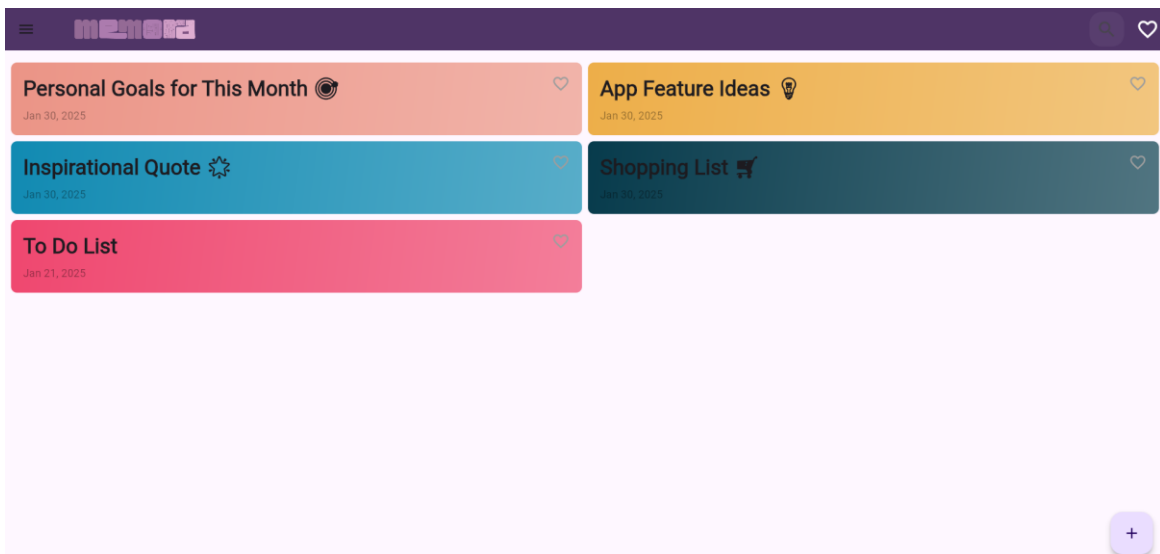 memora
Personal Goals for This Month
Jan 30, 2025
App Feature Ideas
Jan 30, 2025
Inspirational Quote
Jan 30, 2025
Shopping List
Jan 30, 2025
To Do List
Jan 21, 2025